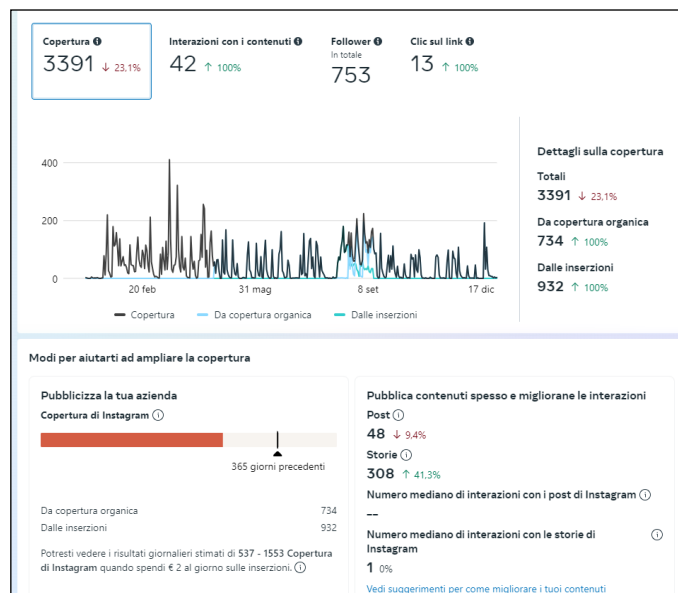 Copertura
3391 ↓ 23,1%
Interazioni con i contenuti
42 ↑ 100%
Follower
In totale
753
Clic sul link
13 ↑ 100%
400
200
0
20 feb 31 mag 8 set 17 dic
Copertura Da copertura organica Dalle inserzioni
Dettagli sulla copertura
Totali
3391 ↓ 23,1%
Da copertura organica
734 ↑ 100%
Dalle inserzioni
932 ↑ 100%
Modi per aiutarti ad ampliare la copertura
Pubblicizza la tua azienda
Copertura di Instagram
365 giorni precedenti
Da copertura organica 734
Dalle inserzioni 932
Potresti vedere i risultati giornalieri stimati di 537 - 1553 Copertura
di Instagram quando spendi € 2 al giorno sulle inserzioni.
Pubblica contenuti spesso e migliorane le interazioni
Post
48 ↓ 9.4%
Storie
308 ↑ 41.3%
Numero mediano di interazioni con i post di Instagram
--
Numero mediano di interazioni con le storie di
Instagram
1 0%
Vedi suggerimenti per come migliorare i tuoi contenuti